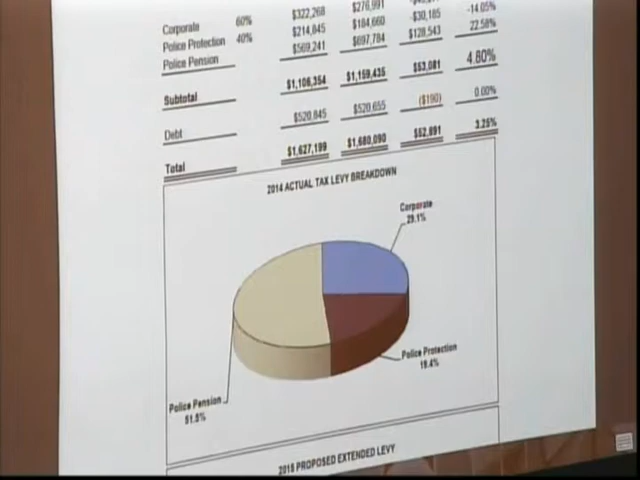 Corporate 60% $322,268 $276,991 -14.05%
Police Protection 40% $214,845 $184,660 -$30,185
Police Pension $569,241 $697,784 $128,543 22.58%
Subtotal $1,106,354 $1,159,435 $53,081 4.80%
Debt $520,845 $520,655 ($190) 0.00%
Total $1,627,199 $1,680,090 $52,891 3.25%
2014 ACTUAL TAX LEVY BREAKDOWN
Corporate
29.1%
Police Protection
19.4%
Police Pension
51.5%
2015 PROPOSED EXTENDED LEVY